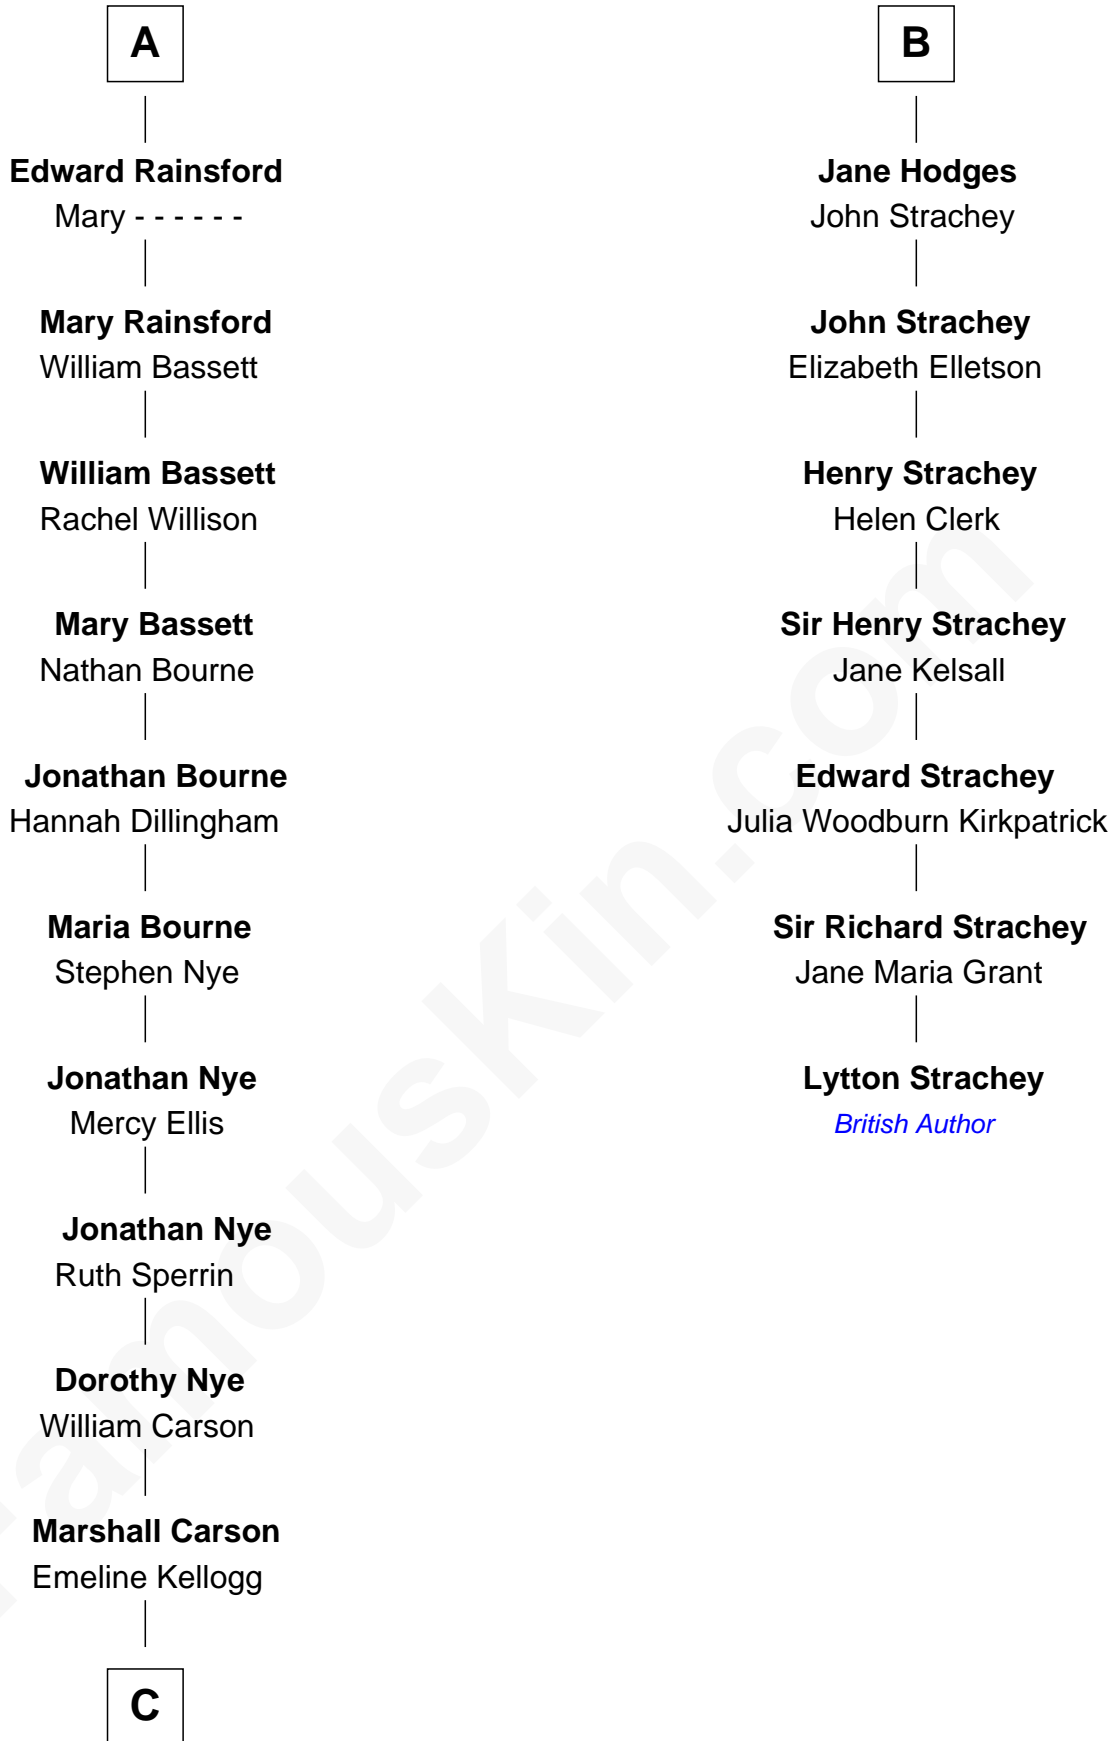 A
Edward Rainsford
Mary - - - - - -
Mary Rainsford
William Bassett
William Bassett
Rachel Willison
Mary Bassett
Nathan Bourne
Jonathan Bourne
Hannah Dillingham
Maria Bourne
Stephen Nye
Jonathan Nye
Mercy Ellis
Jonathan Nye
Ruth Sperrin
Dorothy Nye
William Carson
Marshall Carson
Emeline Kellogg
C
B
Jane Hodges
John Strachey
John Strachey
Elizabeth Elletson
Henry Strachey
Helen Clerk
Sir Henry Strachey
Jane Kelsall
Edward Strachey
Julia Woodburn Kirkpatrick
Sir Richard Strachey
Jane Maria Grant
Lytton Strachey
British Author
FamousKin.com